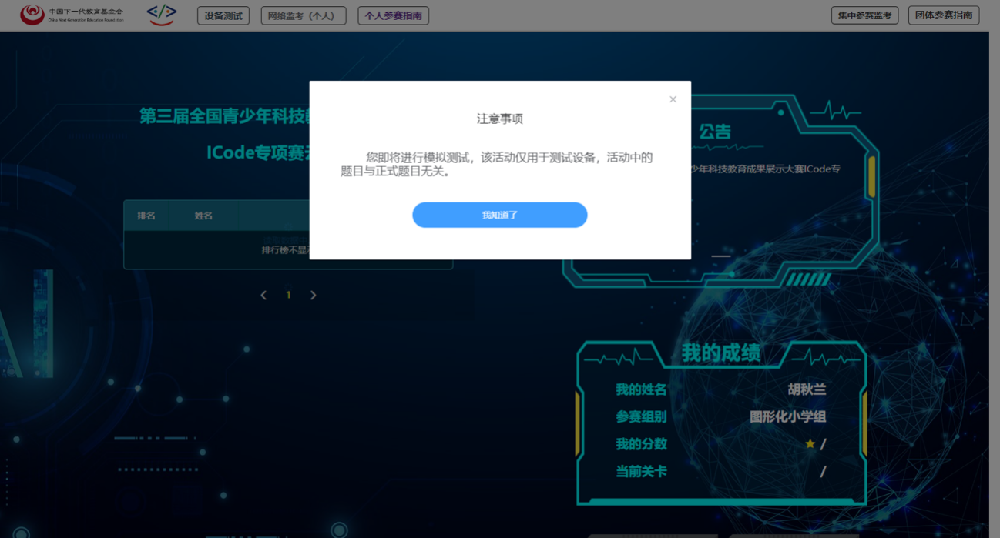 中国下一代教育基金会
China Next Generation Education Foundation
设备测试
网络监考（个人）
个人参赛指南
集中参赛监考
团体参赛指南
第三届全国青少年科技
ICode专项赛
注意事项
您即将进行模拟测试，该活动仅用于测试设备，活动中的
题目与正式题目无关。
我知道了
公告
少年科技教育成果展示大赛ICode专
排名
姓名
排行榜不显
1
我的成绩
我的姓名
胡秋兰
参赛组别
图形化小学组
我的分数
/
当前关卡
/